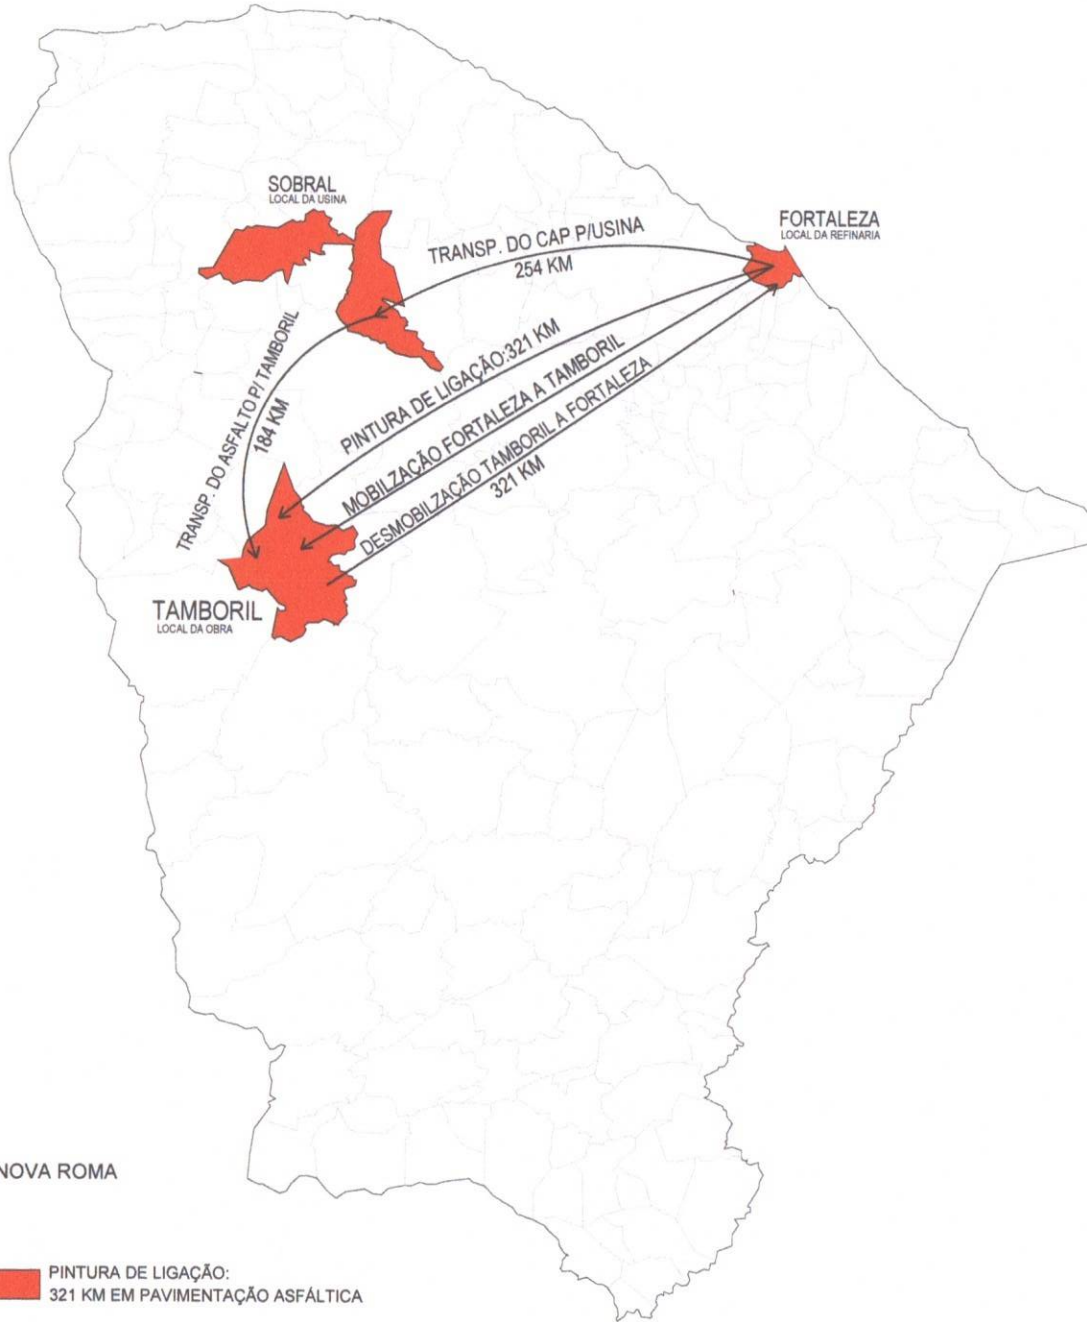 SOBRAL
LOCAL DA USINA
FORTALEZA
LOCAL DA REFINARIA
TRANSP. DO CAP P/USINA
254 KM
TRANSP. DO ASFALTO P/ TAMBORIL
184 KM
PINTURA DE LIGAÇÃO:321 KM
MOBILZAÇÃO FORTALEZA A TAMBORIL
DESMOBILZAÇÃO TAMBORIL A FORTALEZA
321 KM
TAMBORIL
LOCAL DA OBRA
NOVA ROMA
PINTURA DE LIGAÇÃO:
321 KM EM PAVIMENTAÇÃO ASFÁLTICA